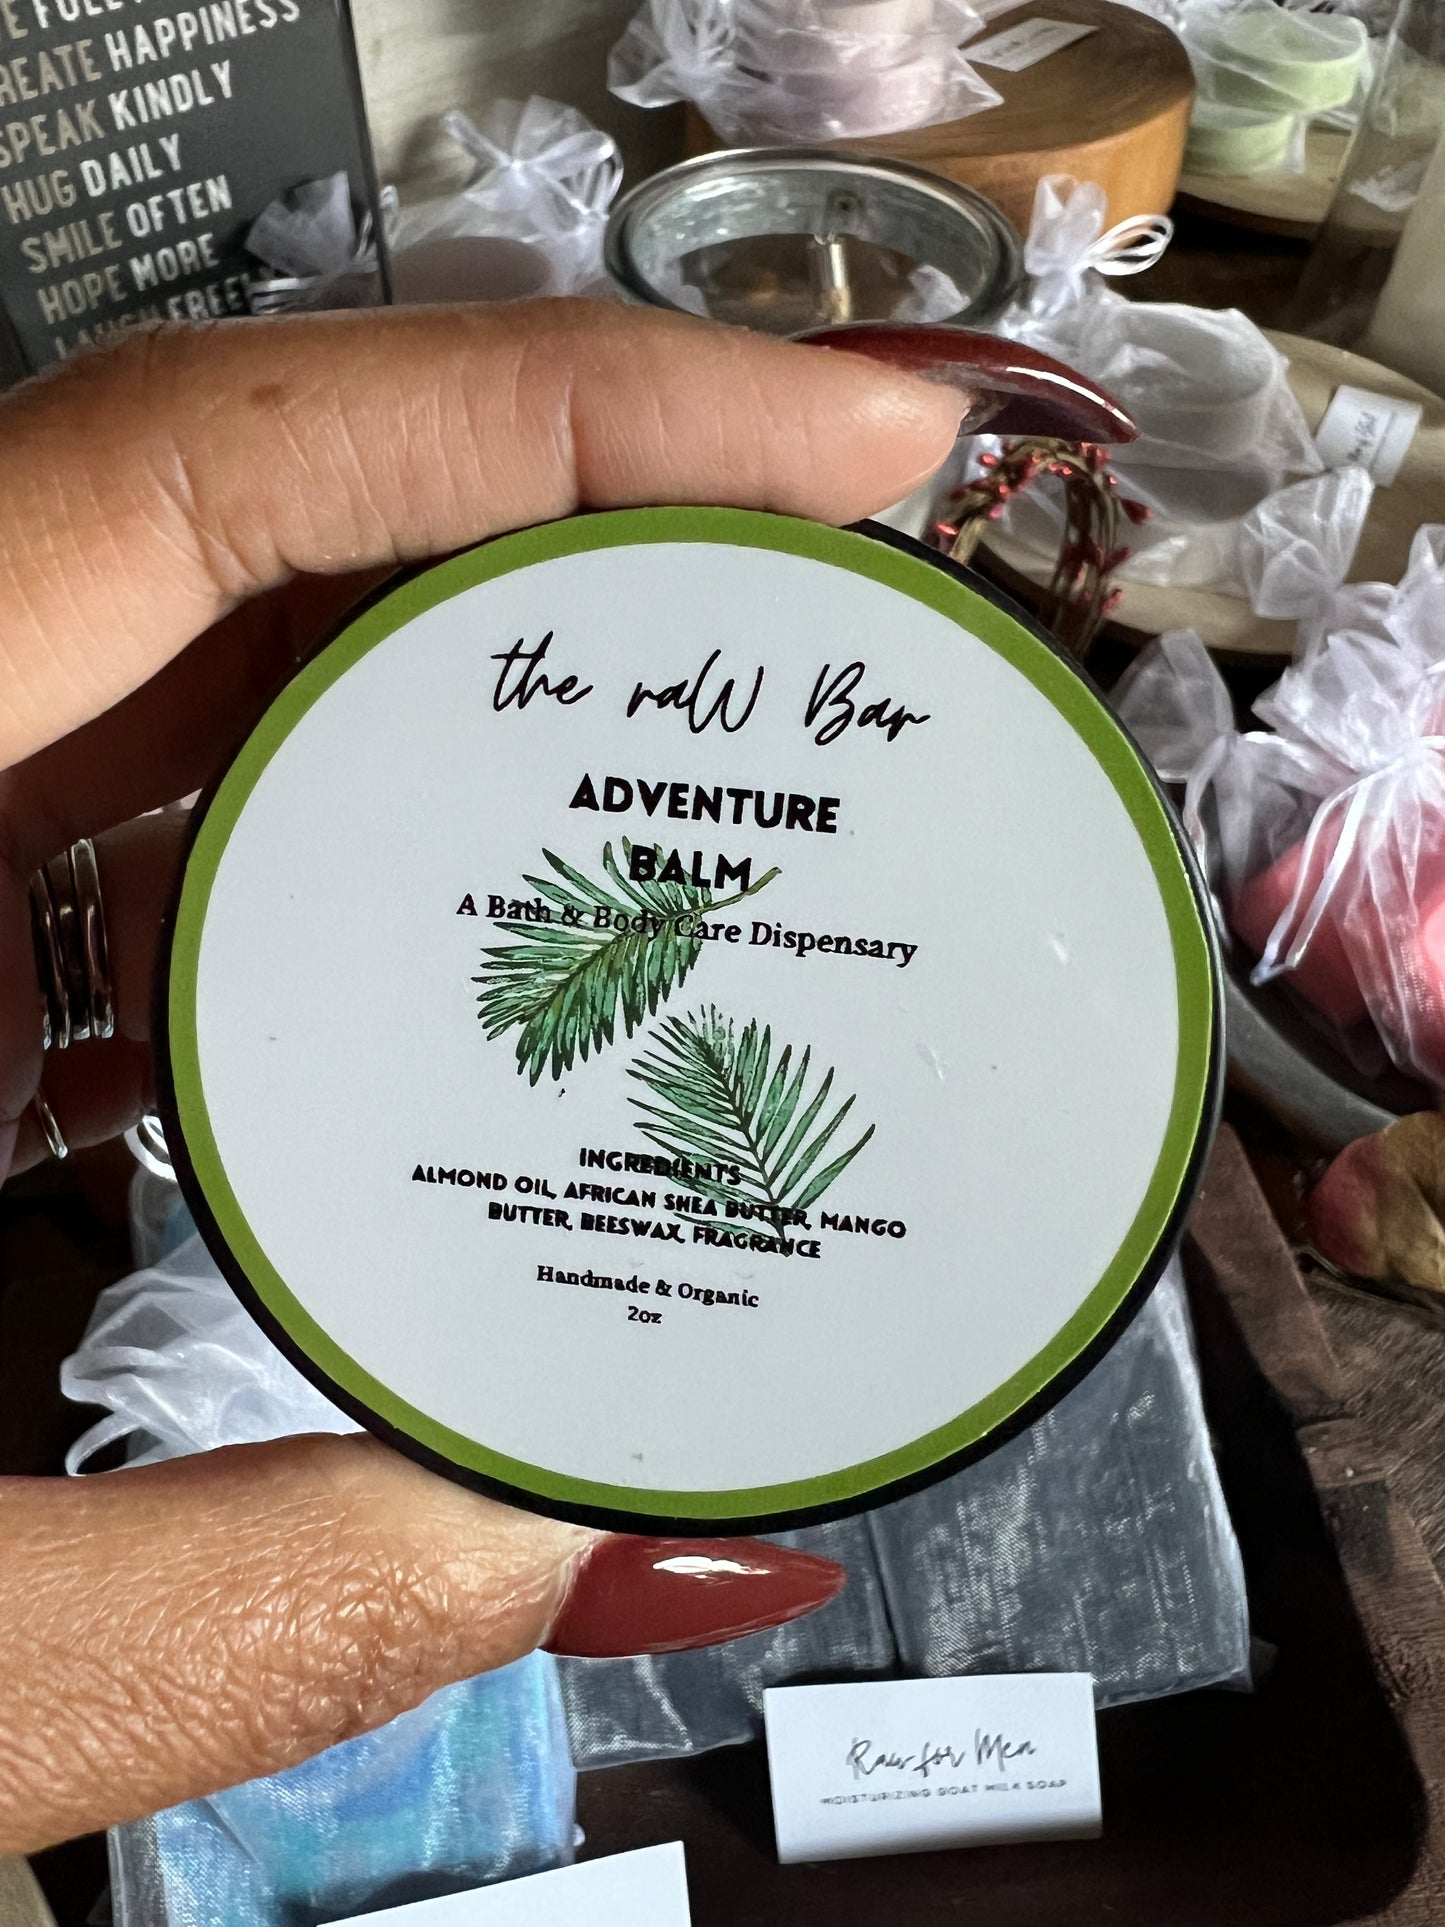 FULL
CREATE HAPPINESS
SPEAK KINDLY
HUG DAILY
SMILE OFTEN
HOPE MORE
LAUGH FREELY
the raW Bar
ADVENTURE
BALM
A Bath & Body Care Dispensary
INGREDIENTS
ALMOND OIL, AFRICAN SHEA BUTTER, MANGO
BUTTER, BEESWAX, FRAGRANCE
Handmade & Organic
2oz
Raw for Men
MOISTURIZING GOAT MILK SOAP